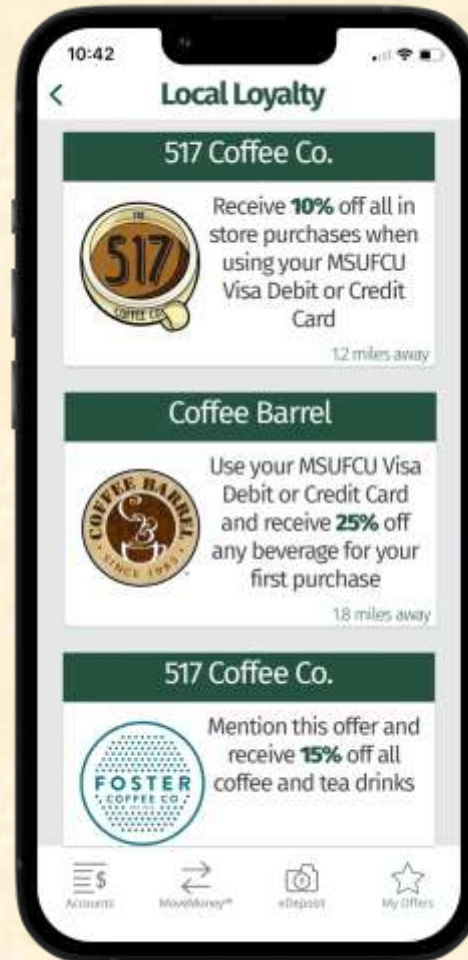 10:42
Local Loyalty
517 Coffee Co.
THE
517
COFFEE CO.
Receive 10% off all in
store purchases when
using your MSUFCU
Visa Debit or Credit
Card
1.2 miles away
Coffee Barrel
COFFEE BARREL
CB
SINCE 1985
Use your MSUFCU Visa
Debit or Credit Card
and receive 25% off
any beverage for your
first purchase
1.8 miles away
517 Coffee Co.
FOSTER
COFFEE CO
Mention this offer and
receive 15% off all
coffee and tea drinks
$
Accounts
MoveMoney℠
eDeposit
My Offers